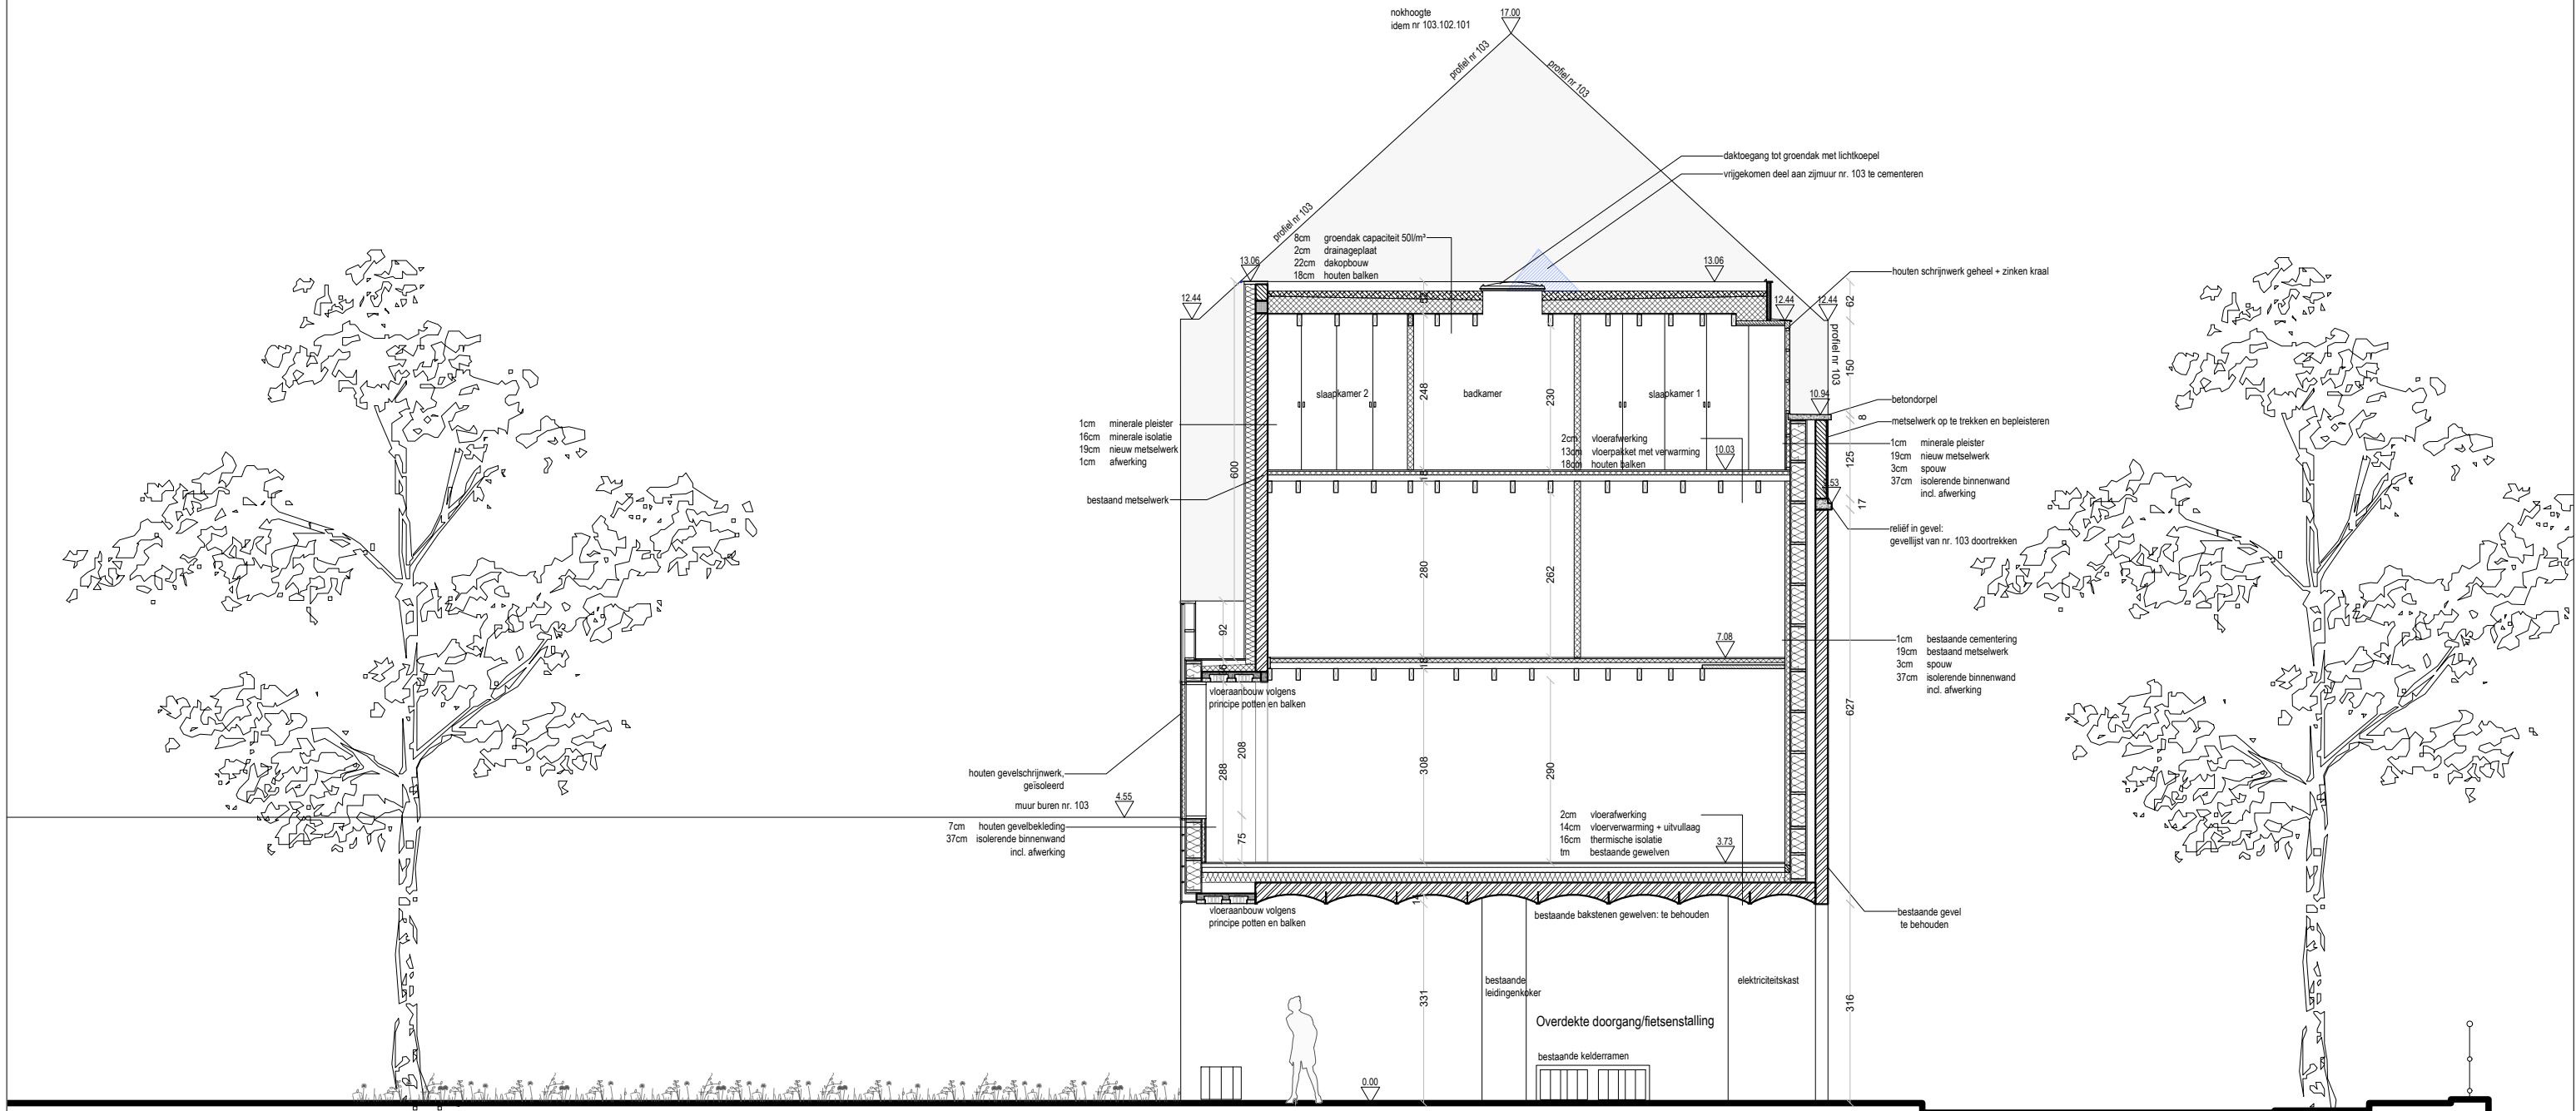 nokhoogte
idem nr 103.102.101
17.00
profiel nr 103
profiel nr 103
daktoegang tot groendak met lichtkoepel
vrijgekomen deel aan zijmuur nr. 103 te cementeren
profiel nr 103
8cm groendak capaciteit 50l/m²
2cm drainageplaat
22cm dakopbouw
18cm houten balken
13.06
13.06
houten schrijnwerk geheel + zinken kraal
12.44
12.44
12.44
62
profiel nr 103
150
slaapkamer 2
248
badkamer
230
slaapkamer 1
10.94
betondorpel
8
metselwerk op te trekken en bepleisteren
1cm minerale pleister
16cm minerale isolatie
19cm nieuw metselwerk
1cm afwerking
2cm vloerafwerking
13cm vloerpakket met verwarming
18cm houten balken
10.03
1cm minerale pleister
19cm nieuw metselwerk
3cm spouw
37cm isolerende binnenwand
incl. afwerking
600
125
18
bestaand metselwerk
17
reliëf in gevel:
gevellijst van nr. 103 doortrekken
280
262
92
7.08
18
1cm bestaande cementering
19cm bestaand metselwerk
3cm spouw
37cm isolerende binnenwand
incl. afwerking
vloeraanbouw volgens
principe potten en balken
627
208
288
308
290
houten gevelschrijnwerk,
geïsoleerd
muur buren nr. 103
4.55
7cm houten gevelbekleding
37cm isolerende binnenwand
incl. afwerking
75
2cm vloerafwerking
14cm vloerverwarming + uitvullaag
16cm thermische isolatie
tm bestaande gewelven
3.73
14
vloeraanbouw volgens
principe potten en balken
bestaande bakstenen gewelven: te behouden
bestaande gevel
te behouden
bestaande
leidingenkoker
elektriciteitskast
331
316
Overdekte doorgang/fietsenstalling
bestaande kelderramen
0.00